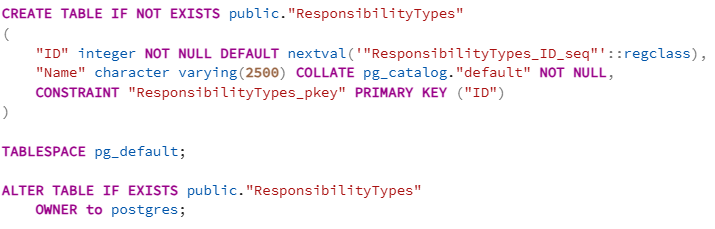 CREATE TABLE IF NOT EXISTS public."ResponsibilityTypes"
(
    "ID" integer NOT NULL DEFAULT nextval('"ResponsibilityTypes_ID_seq"'::regclass),
    "Name" character varying(2500) COLLATE pg_catalog."default" NOT NULL,
    CONSTRAINT "ResponsibilityTypes_pkey" PRIMARY KEY ("ID")
)
TABLESPACE pg_default;
ALTER TABLE IF EXISTS public."ResponsibilityTypes"
    OWNER to postgres;